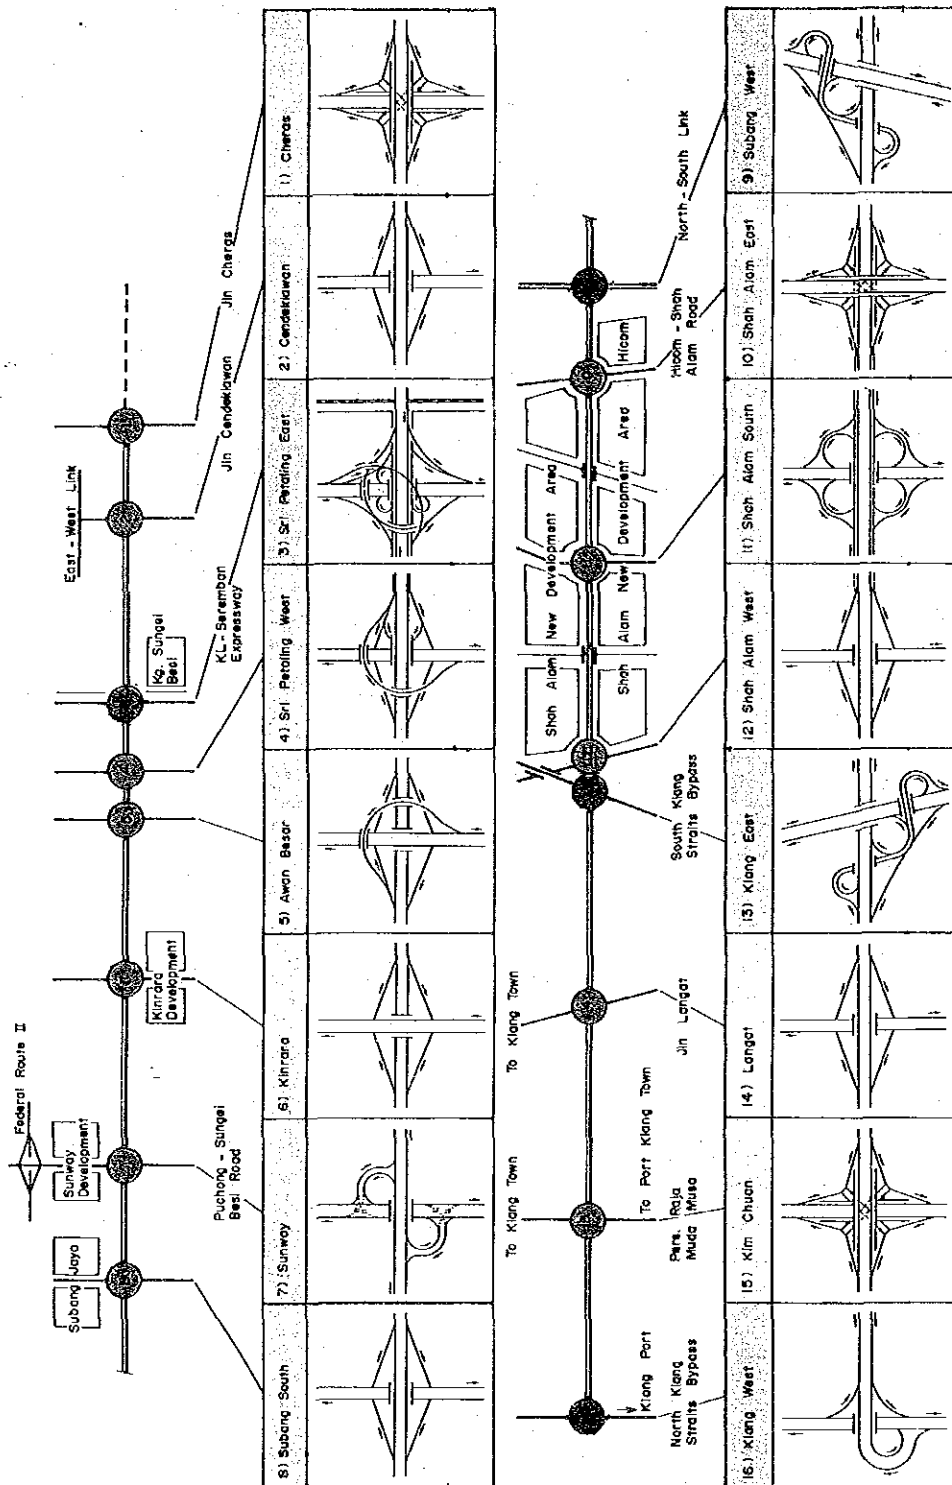 Federal Route II
East - West Link
Subang Jaya
Sunway
Development
Kinrara
Development
Kg. Sungei
Besi
Puchong - Sungei
Besi Road
KL - Seremban
Expressway
Jln Cendekiawan
Jln Cheras
8) Subang South
7) Sunway
6) Kinrara
5) Awan Besar
4) Sri Petaling West
3) Sri Petaling East
2) Cendekiawan
1) Cheras
To Klang Town
To Klang Town
Shah Alam New Development Area
Shah Alam New Development Area
Hicom
Klang Port
North Klang
Straits Bypass
To Port Klang Town
Pers. Raja
Muda Musa
Jln Langat
South Klang
Straits Bypass
Hicom - Shah
Alam Road
North - South Link
16) Klang West
15) Kim Chuan
14) Langat
13) Klang East
12) Shah Alam West
11) Shah Alam South
10) Shah Alam East
9) Subang West